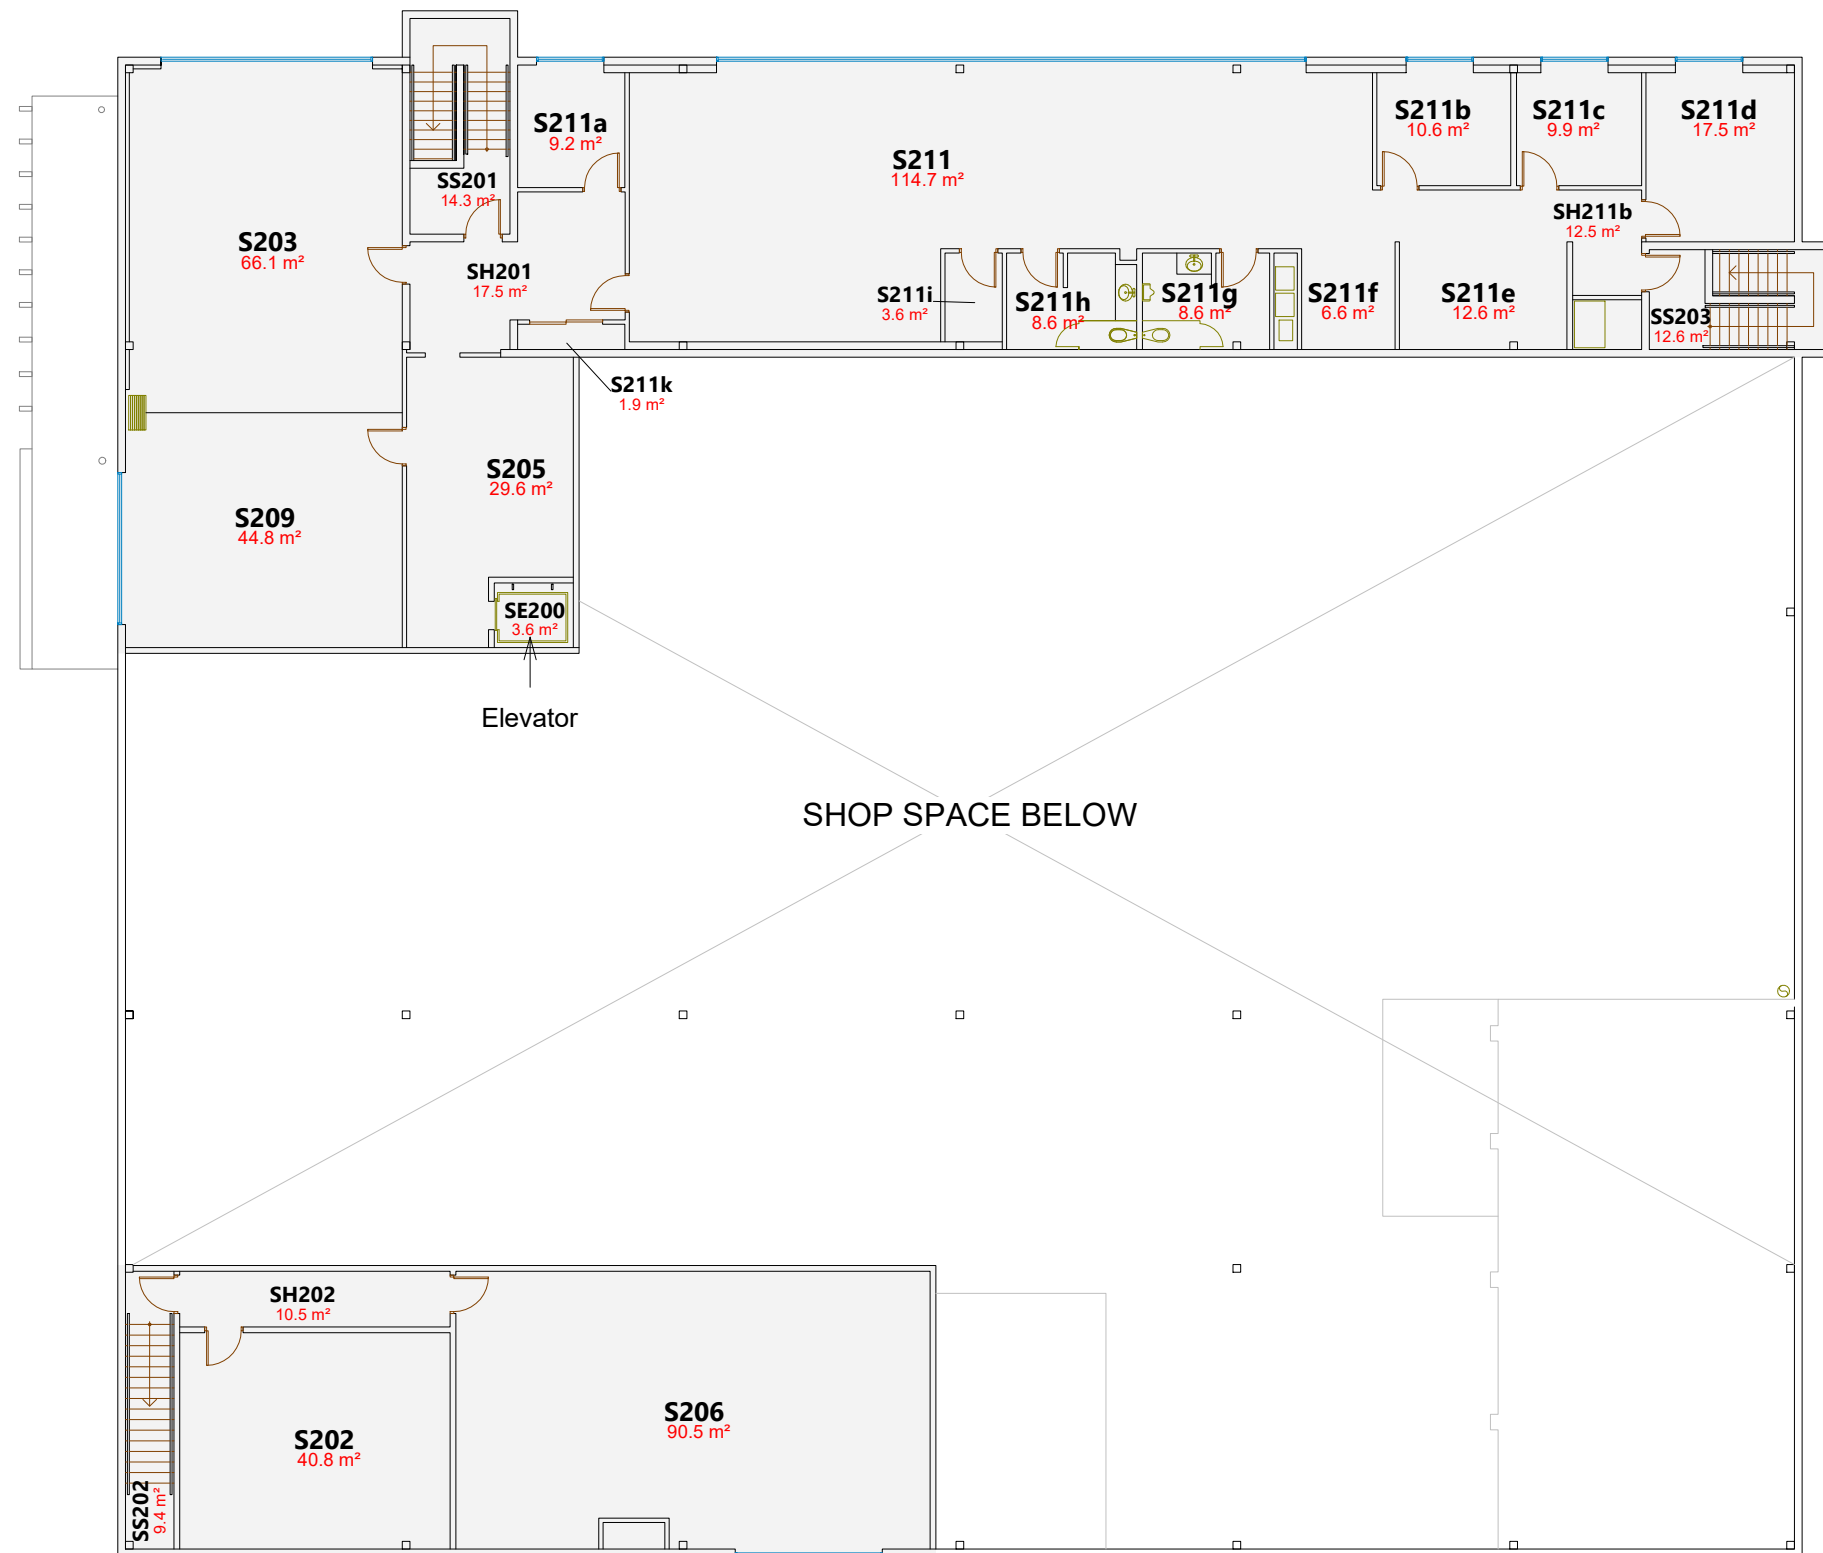 S211a
9.2 m²
S211b
10.6 m²
S211c
9.9 m²
S211d
17.5 m²
S211
114.7 m²
SS201
14.3 m²
SH211b
12.5 m²
S203
66.1 m²
SH201
17.5 m²
S211i
3.6 m²
S211h
8.6 m²
S211g
8.6 m²
S211f
6.6 m²
S211e
12.6 m²
SS203
12.6 m²
S211k
1.9 m²
S205
29.6 m²
S209
44.8 m²
SE200
3.6 m²
Elevator
SHOP SPACE BELOW
SH202
10.5 m²
S206
90.5 m²
S202
40.8 m²
SS202
9.4 m²